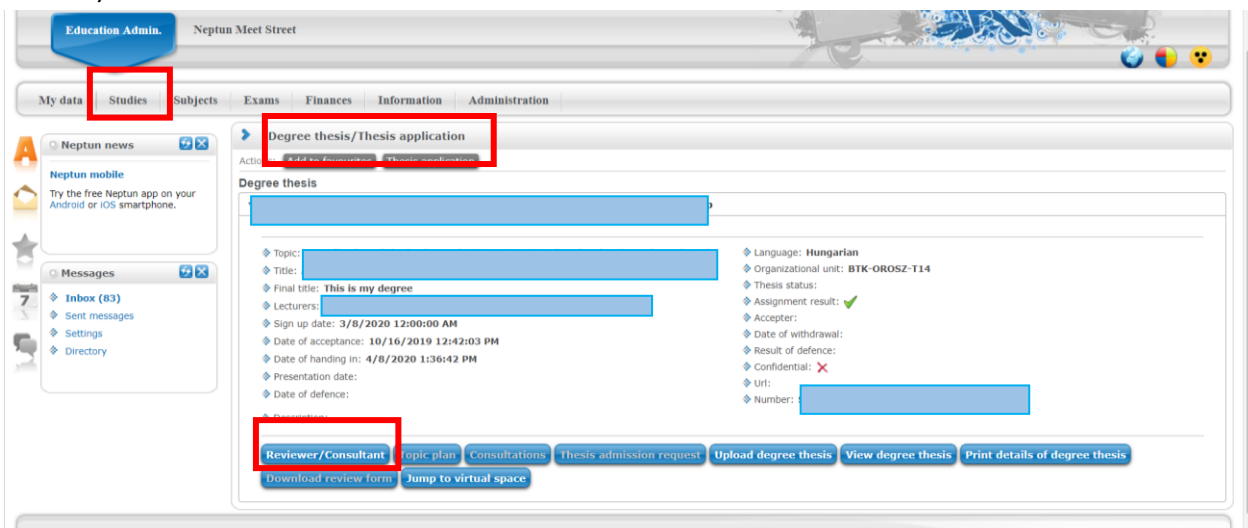 Education Admin. Neptun Meet Street
My data Studies Subjects Exams Finances Information Administration
Neptun news
Neptun mobile
Try the free Neptun app on your
Android or iOS smartphone.
Messages
Inbox (83)
Sent messages
Settings
Directory
7
Degree thesis/Thesis application
Actions: Add to favourites Thesis application
Degree thesis
Topic:
Title:
Final title: This is my degree
Lecturers:
Sign up date: 3/8/2020 12:00:00 AM
Date of acceptance: 10/16/2019 12:42:03 PM
Date of handing in: 4/8/2020 1:36:42 PM
Presentation date:
Date of defence:
Description:
Language: Hungarian
Organizational unit: BTK-OROSZ-T14
Thesis status:
Assignment result:
Accepter:
Date of withdrawal:
Result of defence:
Confidential:
Url:
Number:
Reviewer/Consultant Topic plan Consultations Thesis admission request Upload degree thesis View degree thesis Print details of degree thesis
Download review form Jump to virtual space